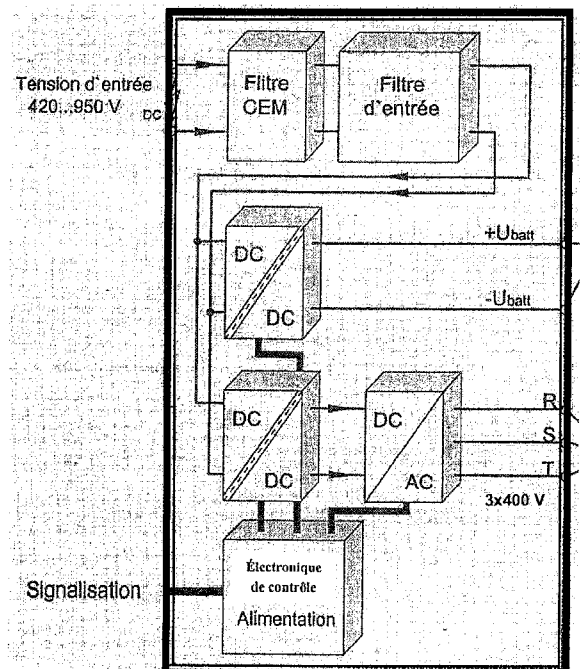 Tension d`entrée
420...950 V
DC
Flitre
CEM
Filtre
d`entrée
DC
DC
+Ubatt
-Ubatt
DC
DC
DC
AC
R
S
T
3x400 V
Électronique
de contrôle
Alimentation
Signalisation